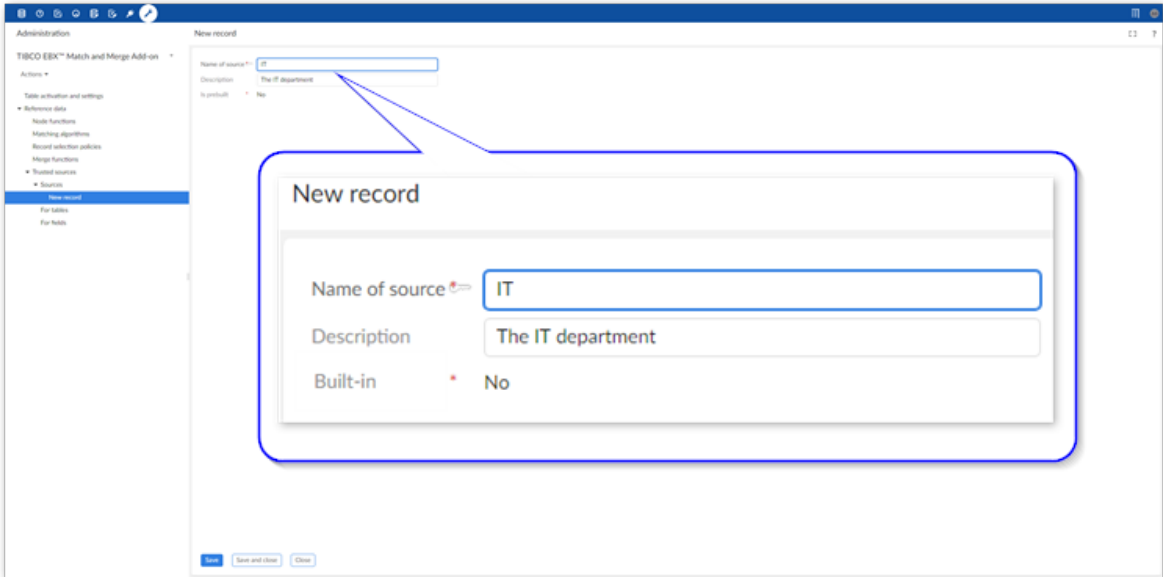 Administration
New record
?
TIBCO EBX™ Match and Merge Add-on
Actions
Table activation and settings
Reference data
Node functions
Matching algorithms
Record selection policies
Merge functions
Trusted sources
Sources
New record
For tables
For fields
Name of source * IT
Description The IT department
Is prebuilt * No
New record
Name of source * IT
Description The IT department
Built-in * No
Save Save and close Close